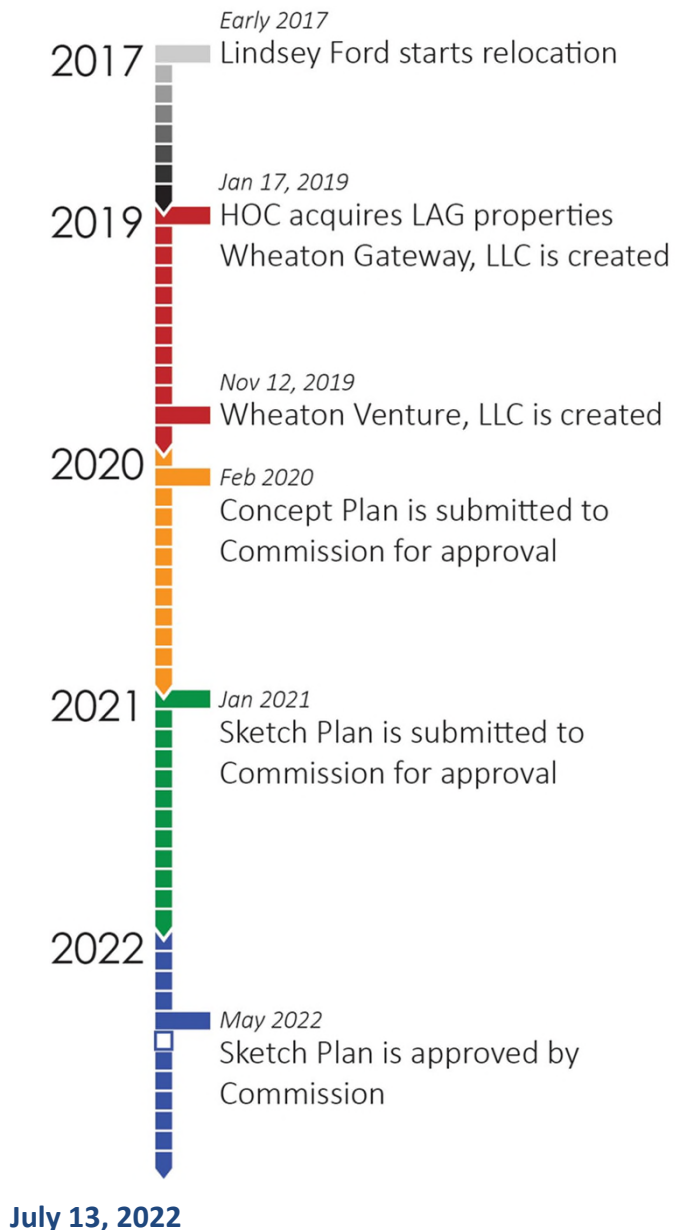 Early 2017
2017
Lindsey Ford starts relocation
Jan 17, 2019
2019
HOC acquires LAG properties
Wheaton Gateway, LLC is created
Nov 12, 2019
Wheaton Venture, LLC is created
2020
Feb 2020
Concept Plan is submitted to
Commission for approval
2021
Jan 2021
Sketch Plan is submitted to
Commission for approval
2022
May 2022
Sketch Plan is approved by
Commission
July 13, 2022